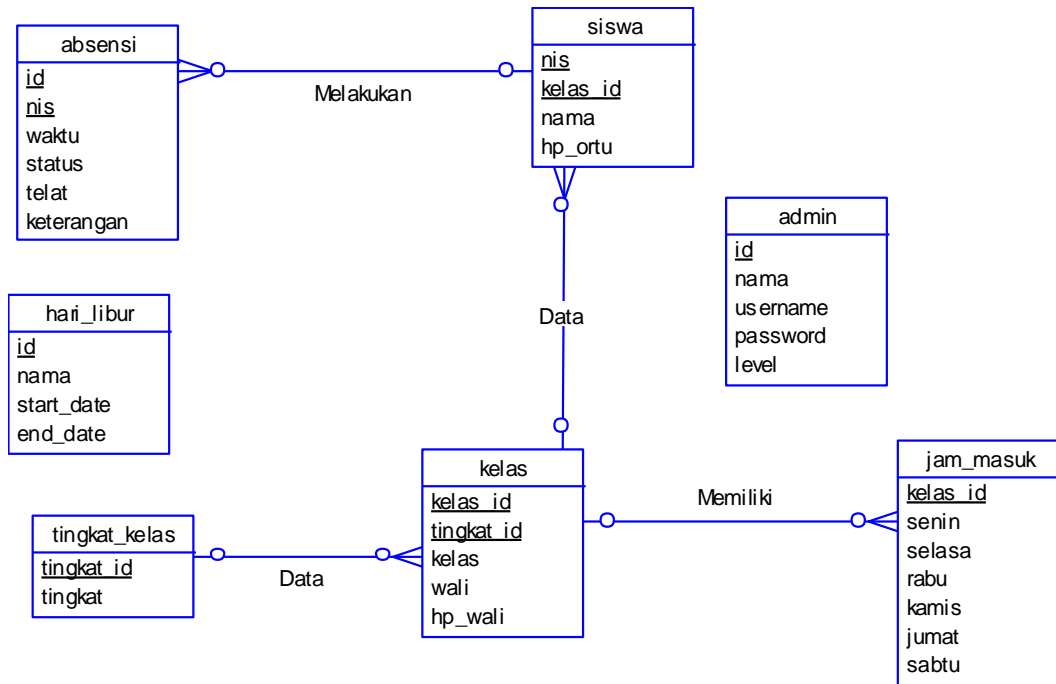 absensi
id
nis
waktu
status
telat
keterangan
Melakukan
siswa
nis
kelas_id
nama
hp_ortu
admin
id
nama
username
password
level
hari_libur
id
nama
start_date
end_date
Data
kelas
kelas_id
tingkat_id
kelas
wali
hp_wali
Memiliki
jam_masuk
kelas_id
senin
selasa
rabu
kamis
jumat
sabtu
tingkat_kelas
tingkat_id
tingkat
Data